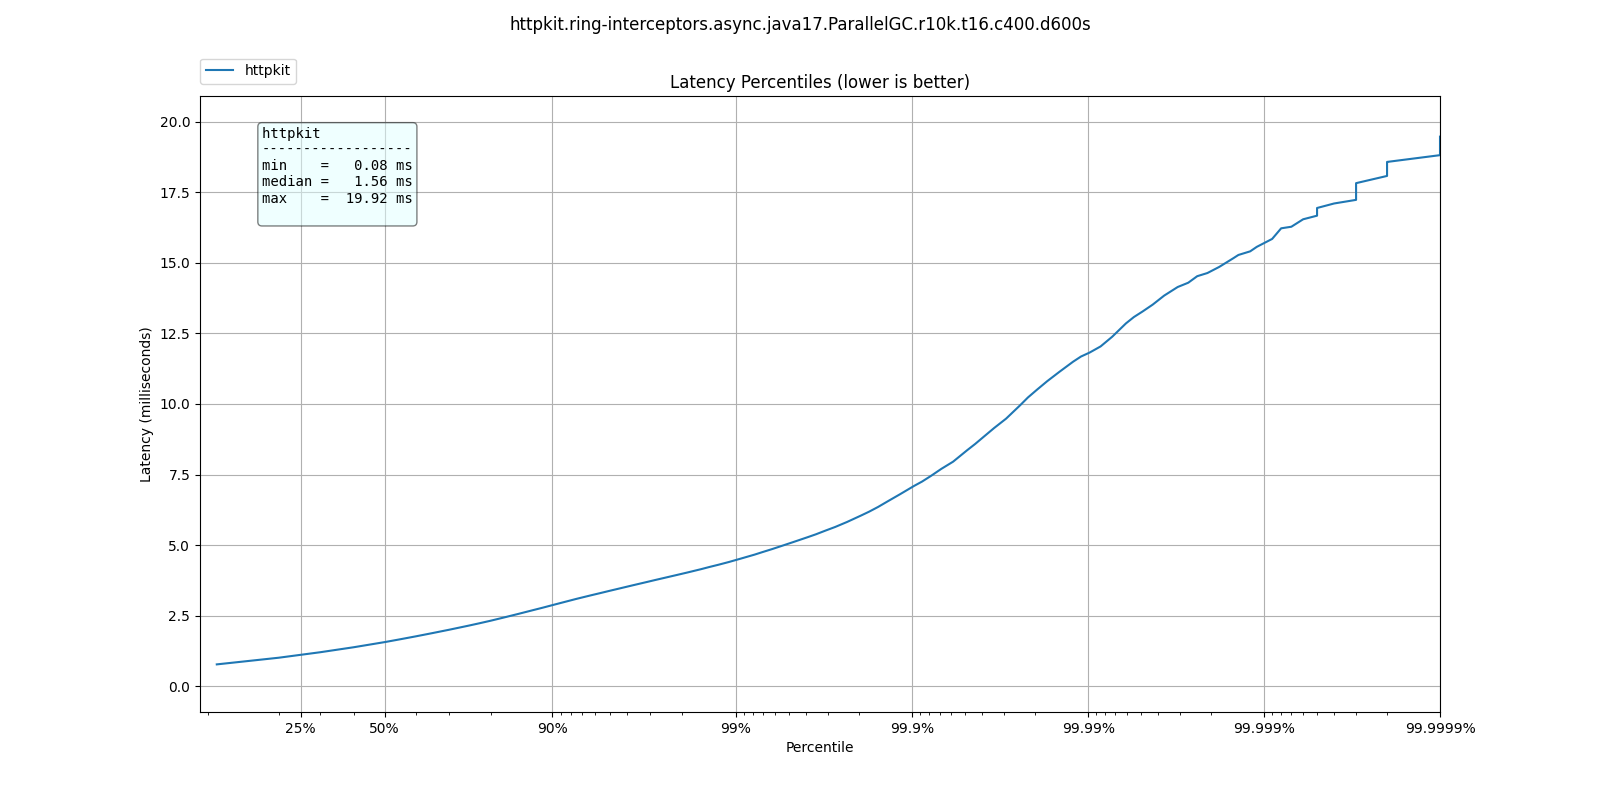 httpkit.ring-interceptors.async.java17.ParallelGC.r10k.t16.c400.d600s
httpkit
Latency Percentiles (lower is better)
20.0
17.5
15.0
12.5
10.0
7.5
5.0
2.5
0.0
Latency (milliseconds)
httpkit
------------------
min    =   0.08 ms
median =   1.56 ms
max    =  19.92 ms
25% 50% 90% 99% 99.9% 99.99% 99.999% 99.9999%
Percentile